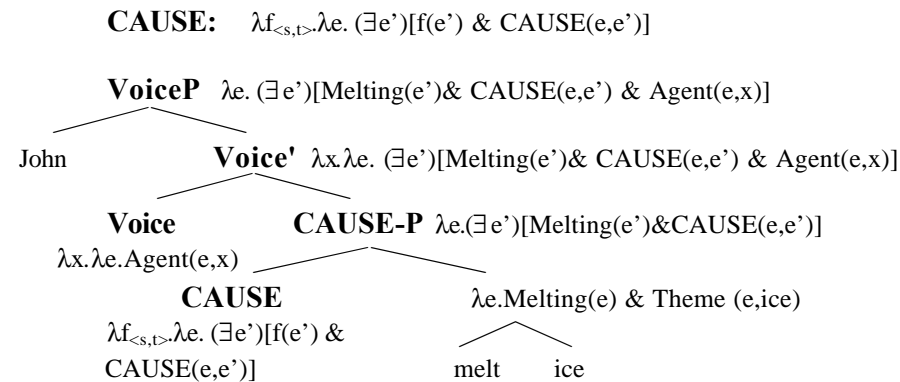 CAUSE: λf<s,t>.λe. (∃e’)[f(e’) & CAUSE(e,e’)]
VoiceP λe. (∃e’)[Melting(e’)& CAUSE(e,e’) & Agent(e,x)]
John Voice' λx.λe. (∃e’)[Melting(e’)& CAUSE(e,e’) & Agent(e,x)]
Voice CAUSE-P λe.(∃e’)[Melting(e’)&CAUSE(e,e’)]
λx.λe.Agent(e,x)
CAUSE λe.Melting(e) & Theme (e,ice)
λf<s,t>.λe. (∃e’)[f(e’) &
CAUSE(e,e’)] melt ice